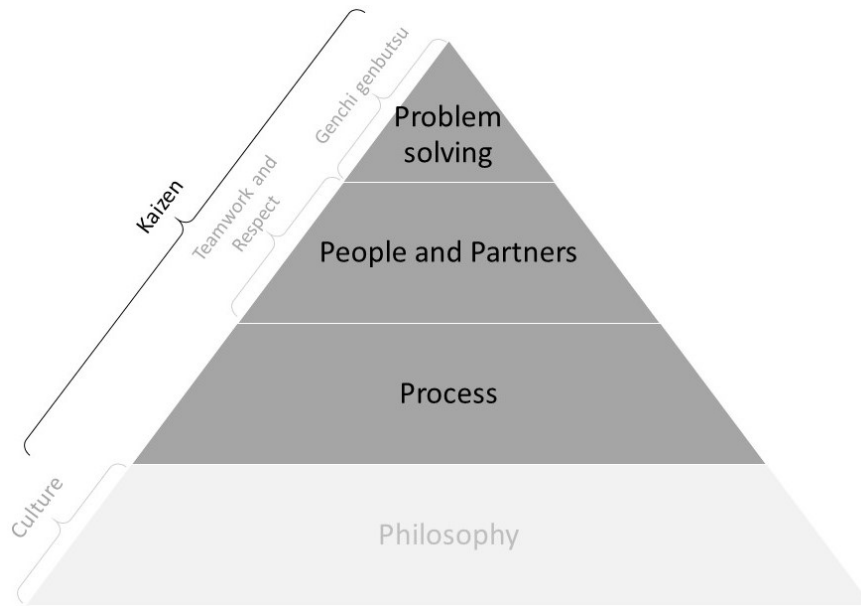 Genchi genbutsu
Problem
solving
Kaizen
Teamwork and
Respect
People and Partners
Process
Culture
Philosophy